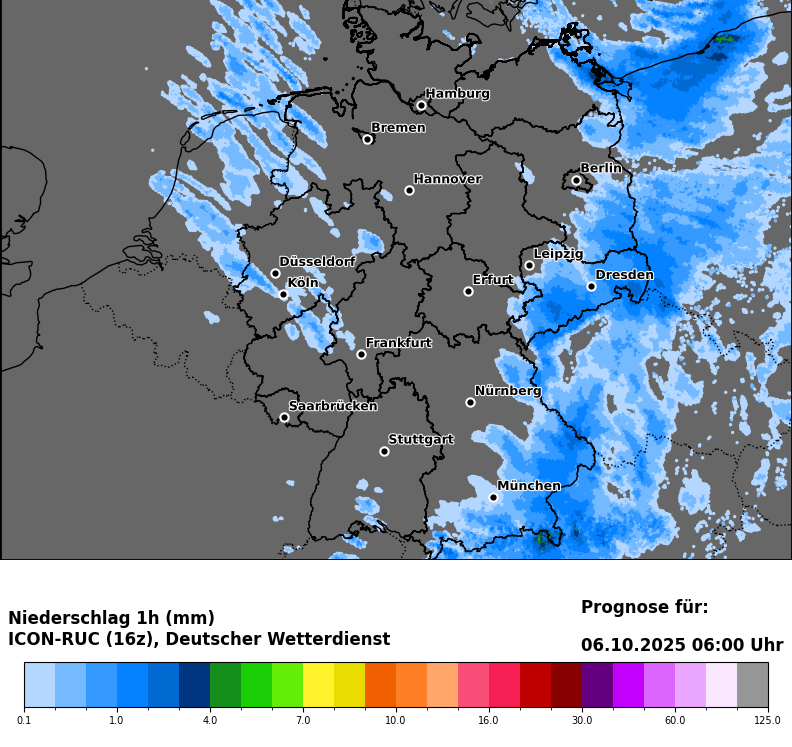 Hamburg
Bremen
Berlin
Hannover
Leipzig
Düsseldorf
Dresden
Köln
Erfurt
Frankfurt
Nürnberg
Saarbrücken
Stuttgart
München
Niederschlag 1h (mm)
ICON-RUC (16z), Deutscher Wetterdienst
Prognose für:
06.10.2025 06:00 Uhr
0.1 1.0 4.0 7.0 10.0 16.0 30.0 60.0 125.0